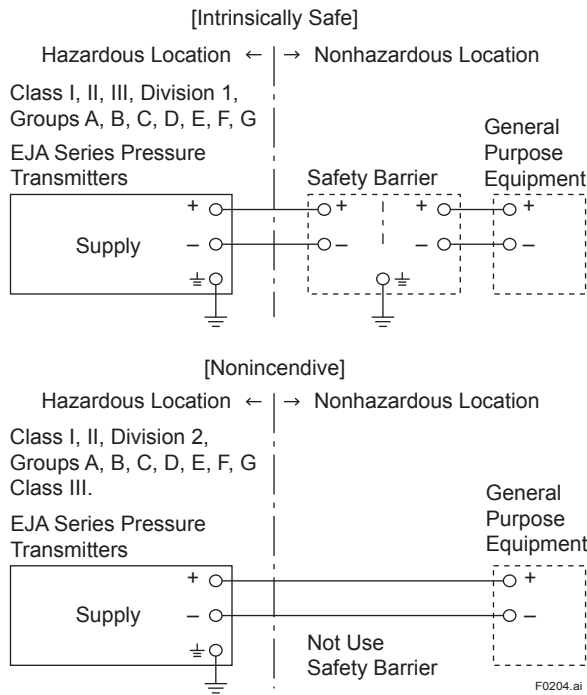 [Intrinsically Safe]
Hazardous Location ← → Nonhazardous Location
Class I, II, III, Division 1,
Groups A, B, C, D, E, F, G
EJA Series Pressure
Transmitters
Safety Barrier
General
Purpose
Equipment
+ + + +
Supply
– – – –
[Nonincendive]
Hazardous Location ← → Nonhazardous Location
Class I, II, Division 2,
Groups A, B, C, D, E, F, G
Class III.
EJA Series Pressure
Transmitters
General
Purpose
Equipment
+ +
Supply
– –
Not Use
Safety Barrier
F0204.ai